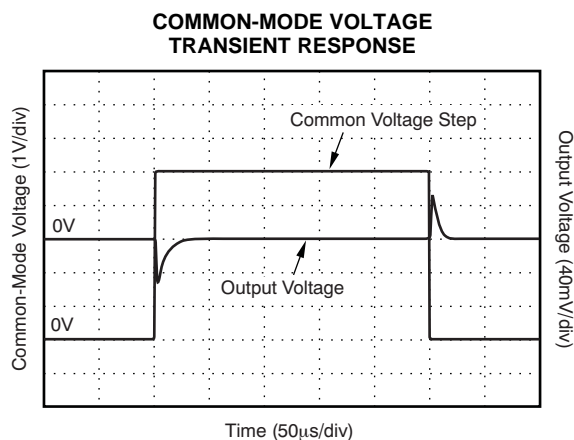 COMMON-MODE VOLTAGE
TRANSIENT RESPONSE
Common-Mode Voltage (1V/div)
Common Voltage Step
0V
Output Voltage
0V
Output Voltage (40mV/div)
Time (50µs/div)